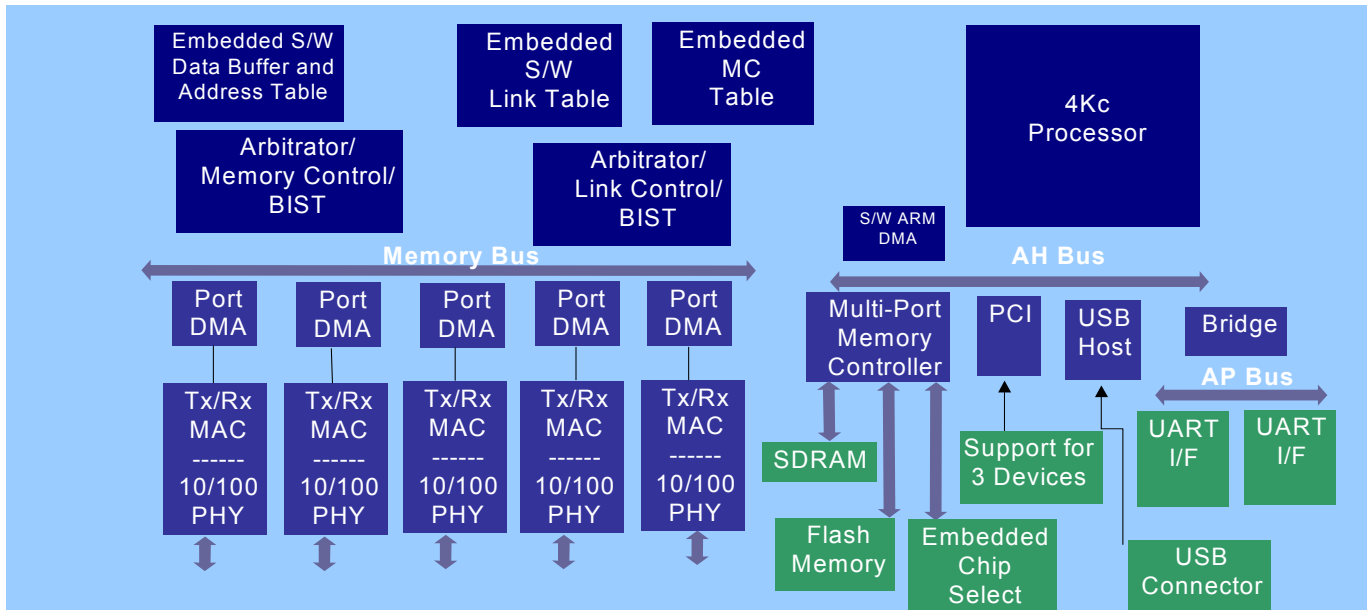 Embedded S/W
Data Buffer and
Address Table
Embedded
S/W
Link Table
Embedded
MC
Table
4Kc
Processor
Arbitrator/
Memory Control/
BIST
Arbitrator/
Link Control/
BIST
S/W ARM
DMA
Memory Bus
AH Bus
Port
DMA
Port
DMA
Port
DMA
Port
DMA
Port
DMA
Multi-Port
Memory
Controller
PCI
USB
Host
Bridge
AP Bus
Tx/Rx
MAC
------
10/100
PHY
Tx/Rx
MAC
------
10/100
PHY
Tx/Rx
MAC
------
10/100
PHY
Tx/Rx
MAC
------
10/100
PHY
Tx/Rx
MAC
------
10/100
PHY
SDRAM
Support for
3 Devices
UART
I/F
UART
I/F
Flash
Memory
Embedded
Chip
Select
USB
Connector